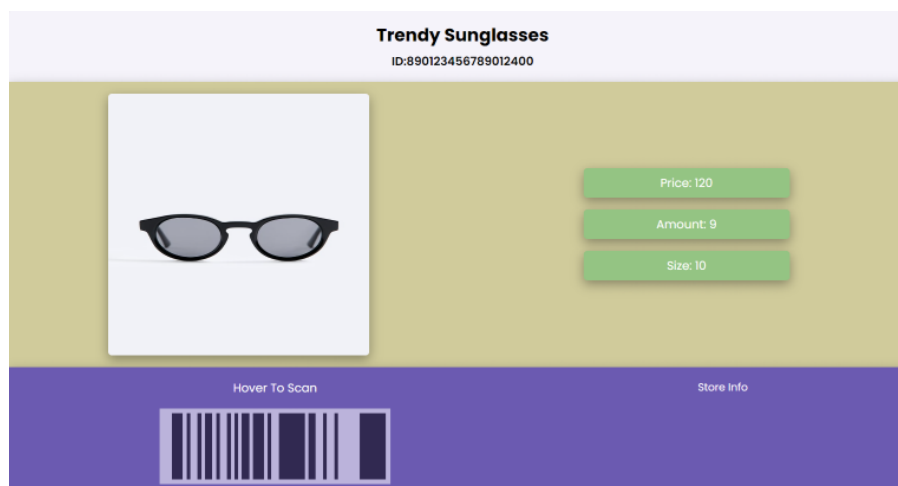 Trendy Sunglasses
ID:890123456789012400
Price: 120
Amount: 9
Size: 10
Hover To Scan
Store Info